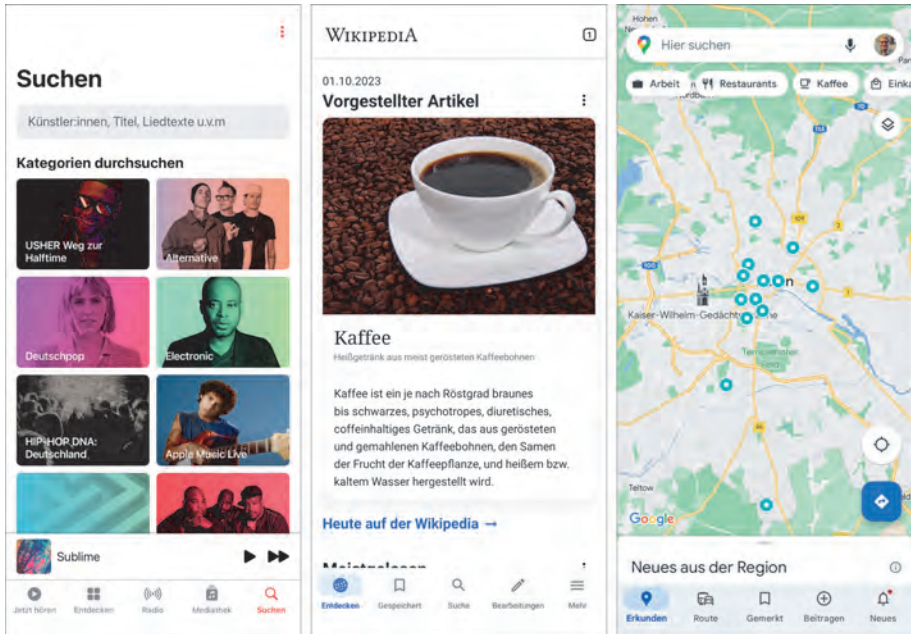 Suchen
Künstler:innen, Titel, Liedtexte u.v.m
Kategorien durchsuchen
USHER Weg zur
Halftime
Alternative
Deutschpop
Electronic
HIP-HOP DNA:
Deutschland
Apple Music Live
Sublime
Jetzt hören
Entdecken
Radio
Mediathek
Suchen
WIKIPEDIA
1
01.10.2023
Vorgestellter Artikel
Kaffee
Heißgetränk aus meist gerösteten Kaffeebohnen
Kaffee ist ein je nach Röstgrad braunes
bis schwarzes, psychotropes, diuretisches,
coffeinhaltiges Getränk, das aus gerösteten
und gemahlenen Kaffeebohnen, den Samen
der Frucht der Kaffeepflanze, und heißem bzw.
kaltem Wasser hergestellt wird.
Heute auf der Wikipedia →
Entdecken
Gespeichert
Suche
Bearbeitungen
Mehr
Hohen
Hier suchen
Arbeit
Restaurants
Kaffee
Einka
Kaiser-Wilhelm-Gedächt
Teltow
Google
Neues aus der Region
Erkunden
Route
Gemerkt
Beitragen
Neues